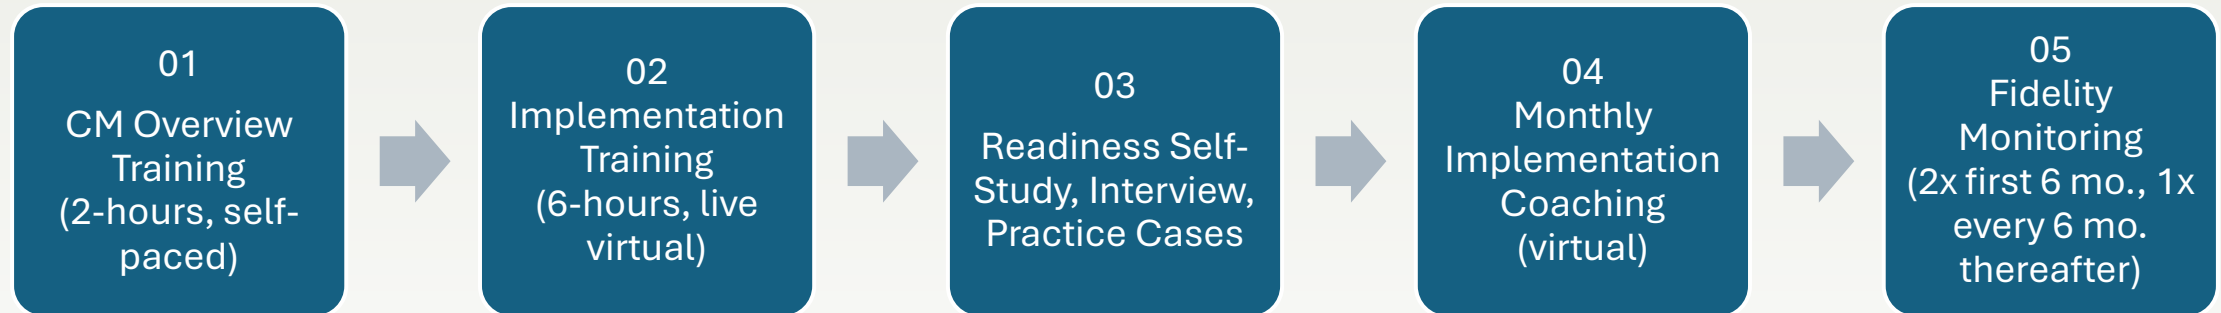 01
CM Overview
Training
(2-hours, self-
paced)
02
Implementation
Training
(6-hours, live
virtual)
03
Readiness Self-
Study, Interview,
Practice Cases
04
Monthly
Implementation
Coaching
(virtual)
05
Fidelity
Monitoring
(2x first 6 mo., 1x
every 6 mo.
thereafter)